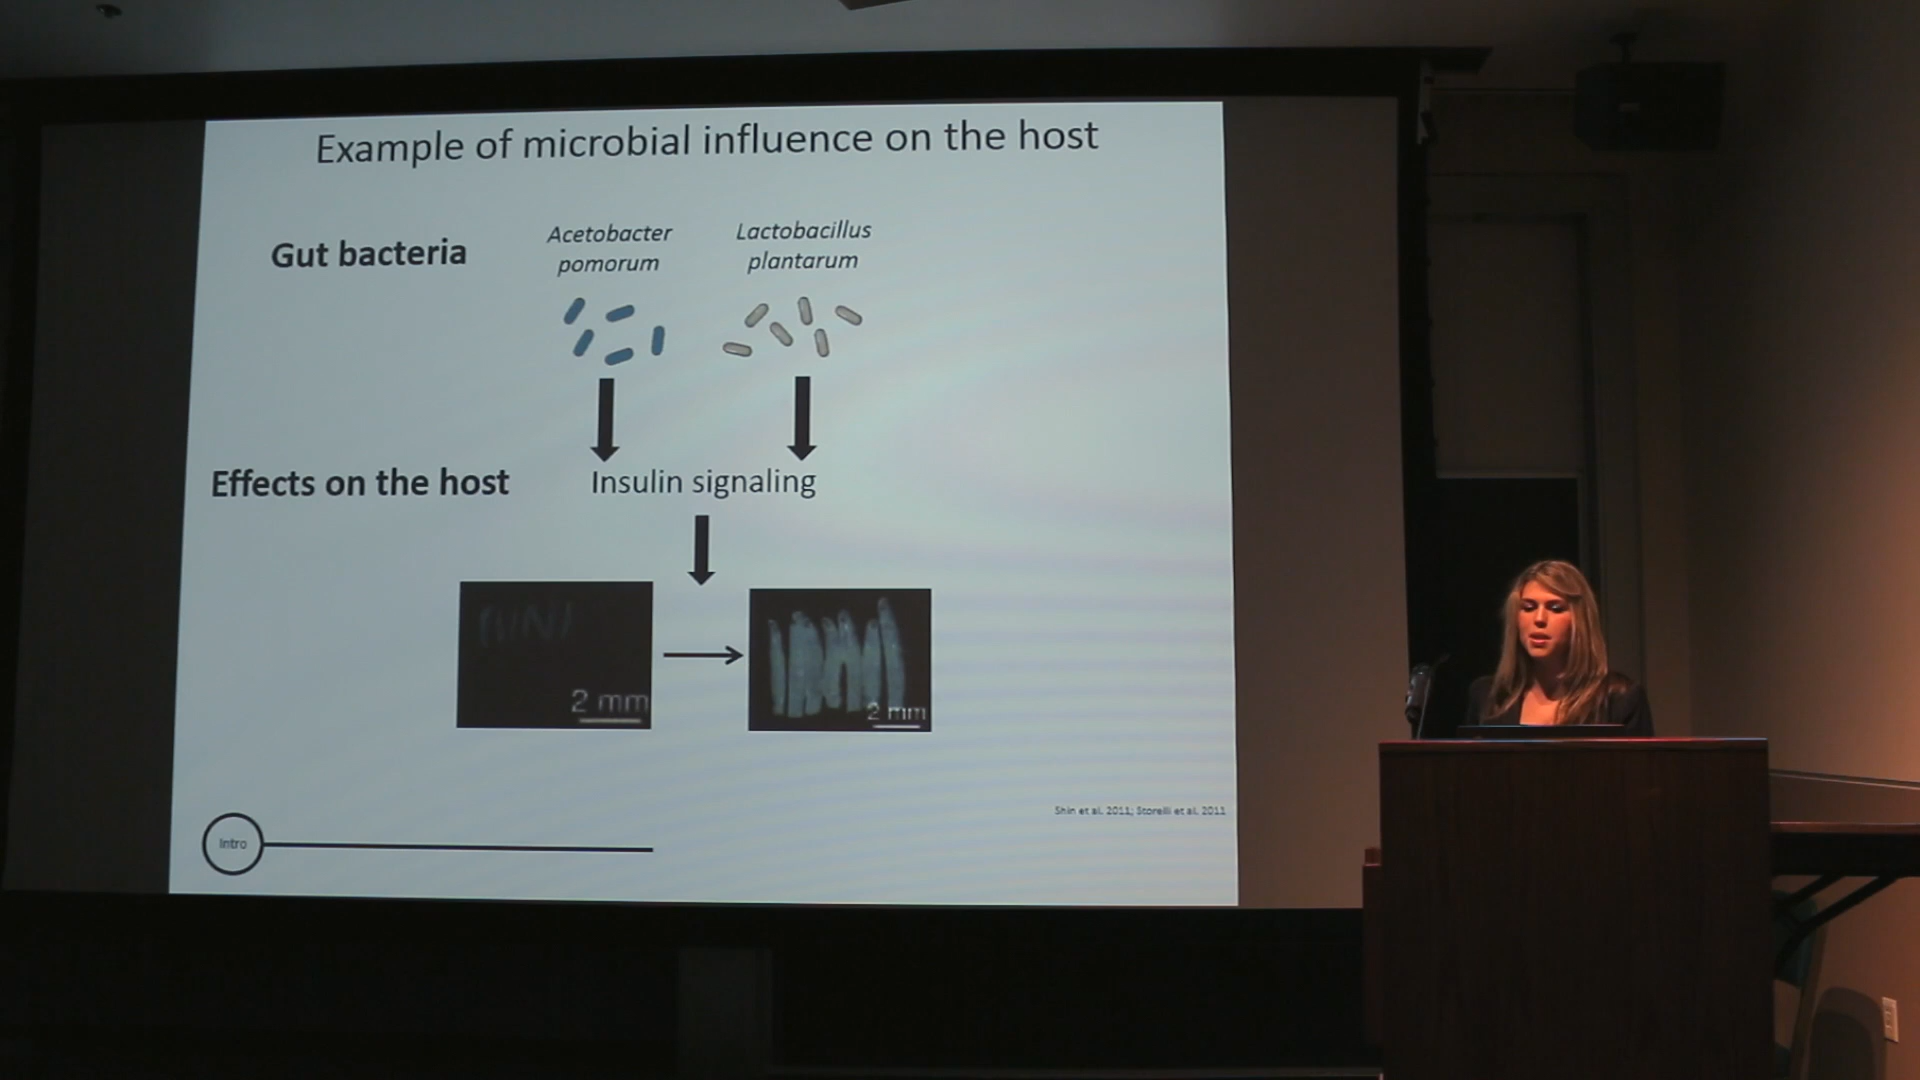 Example of microbial influence on the host
Gut bacteria
Acetobacter
pomorum
Lactobacillus
plantarum
Effects on the host
Insulin signaling
2 mm
2 mm
Shin et al. 2011; Storelli et al. 2011
Intro